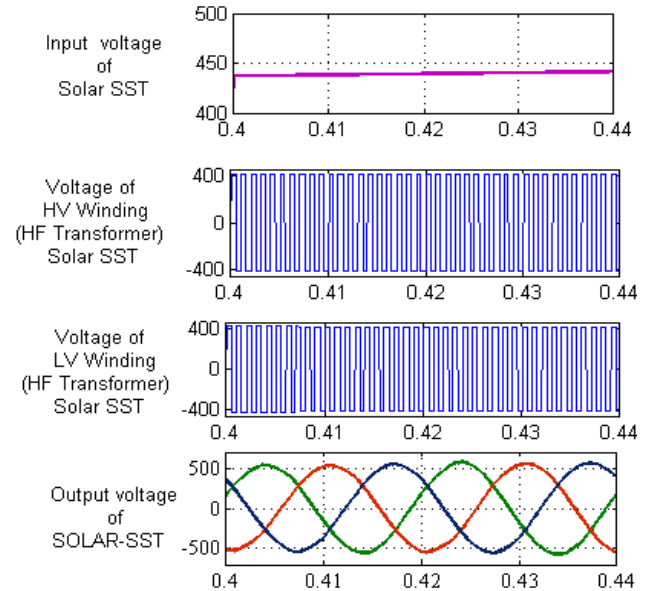 500
Input voltage
of
Solar SST
450
400
0.4 0.41 0.42 0.43 0.44
Voltage of
HV Winding
(HF Transformer)
Solar SST
400
0
-400
0.4 0.41 0.42 0.43 0.44
Voltage of
LV Winding
(HF Transformer)
Solar SST
400
0
-400
0.4 0.41 0.42 0.43 0.44
Output voltage
of
SOLAR-SST
500
0
-500
0.4 0.41 0.42 0.43 0.44